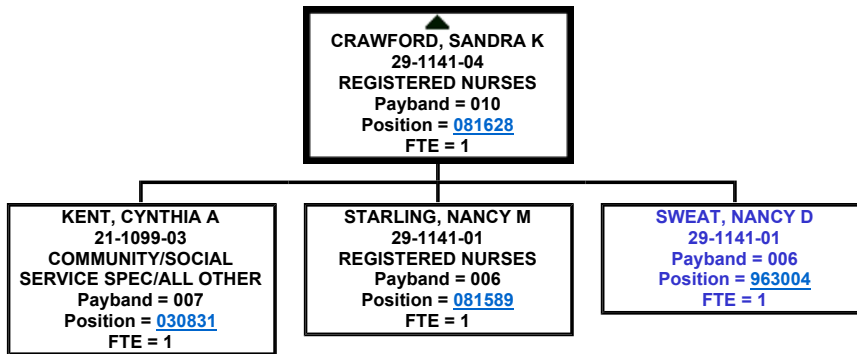 CRAWFORD, SANDRA K
29-1141-04
REGISTERED NURSES
Payband = 010
Position = 081628
FTE = 1
KENT, CYNTHIA A
21-1099-03
COMMUNITY/SOCIAL
SERVICE SPEC/ALL OTHER
Payband = 007
Position = 030831
FTE = 1
STARLING, NANCY M
29-1141-01
REGISTERED NURSES
Payband = 006
Position = 081589
FTE = 1
SWEAT, NANCY D
29-1141-01
Payband = 006
Position = 963004
FTE = 1